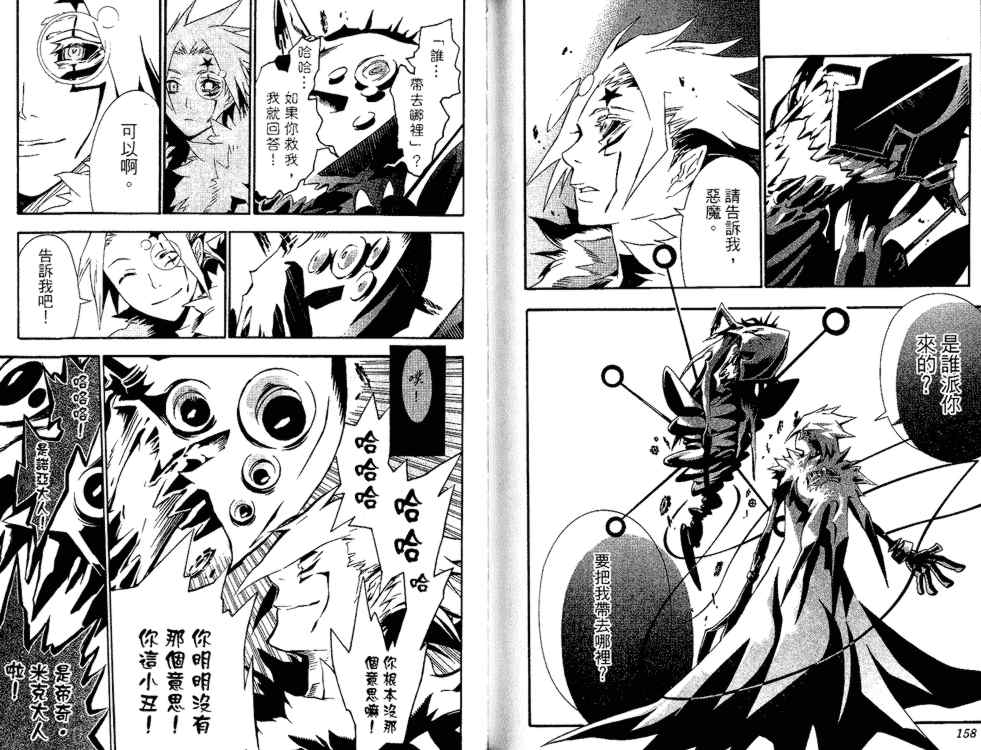 請告訴我，
惡魔。
是誰派你
來的？
要把我帶去哪裡？
158
「誰…
帶去哪裡」？
哈哈…
如果你救我，
我就回答！
可以啊。
告訴我吧！
噗！
哈哈
哈
哈哈哈
你根本沒那
個意思嘛！
你明明沒有
那個意思！
你這小丑！
哈哈哈！
是諾亞大人！
是帝奇·
米克大人
啦！